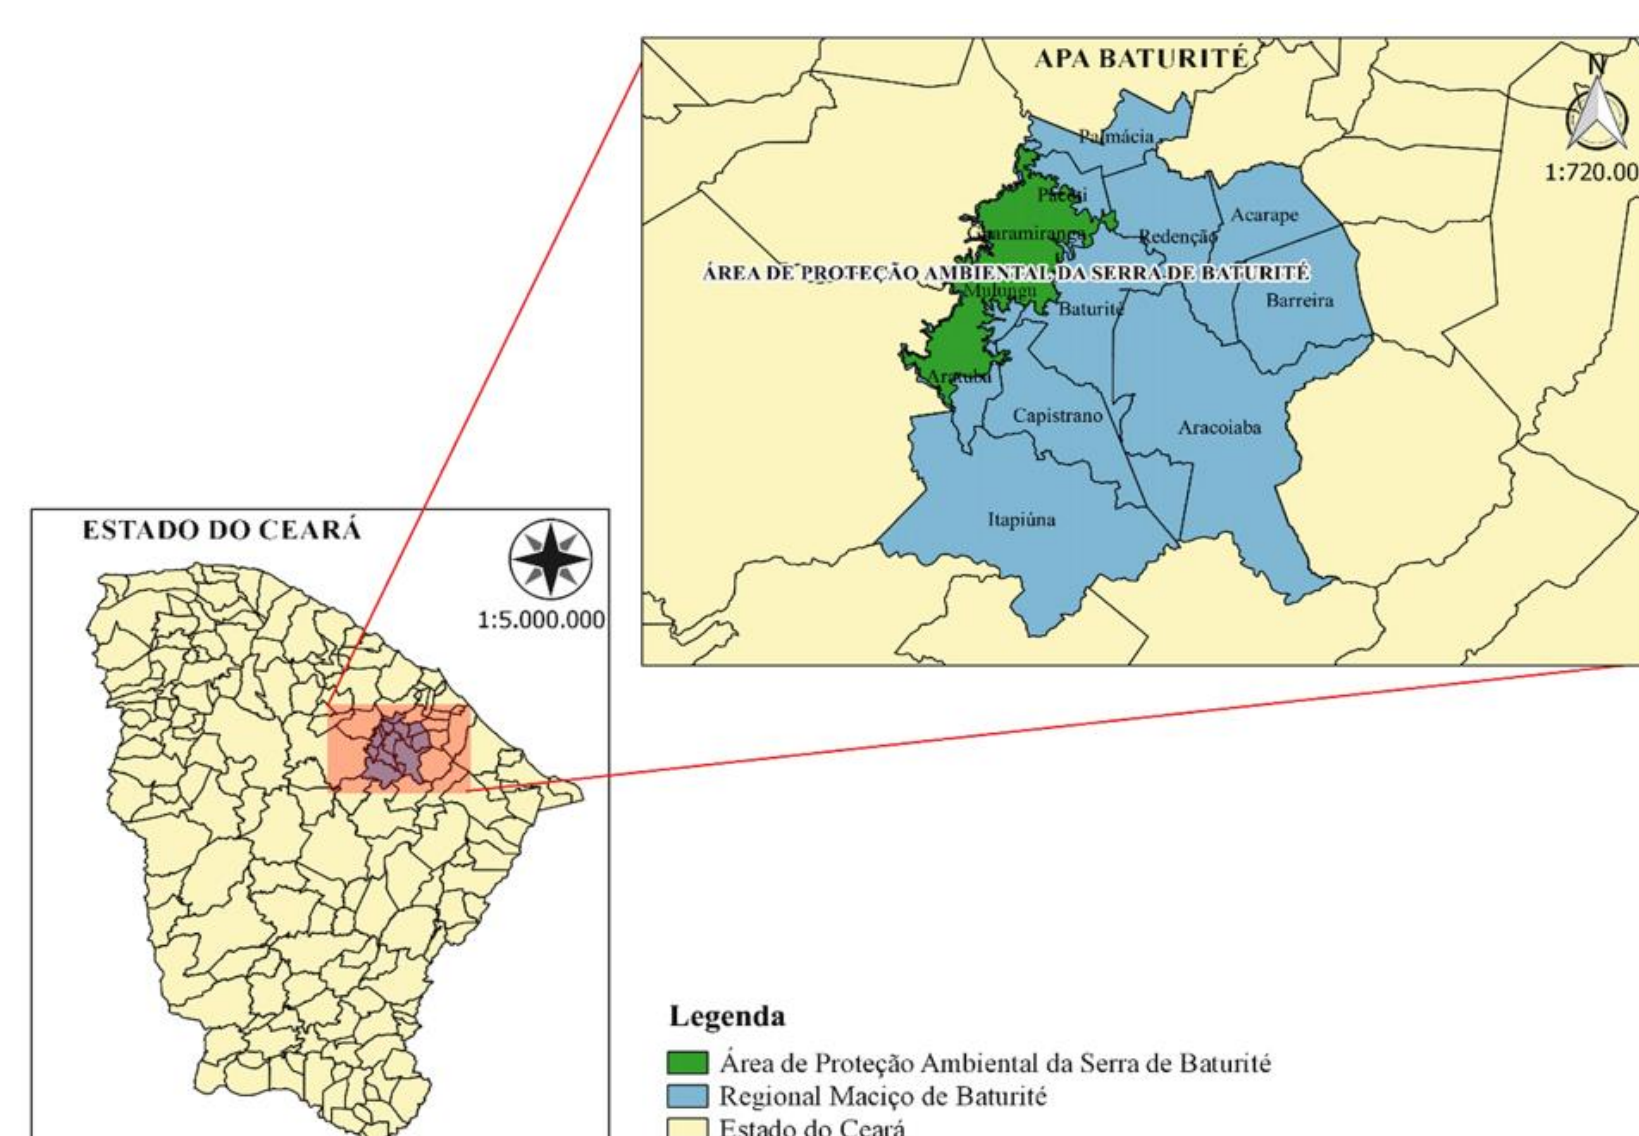 APA BATURITÉ
N
1:720.00
Palmácia
Pacoti
Acarape
Guaramiranga
Redenção
ÁREA DE PROTEÇÃO AMBIENTAL DA SERRA DE BATURITÉ
Mulungu
Barreira
Baturité
Aratuba
Capistrano
Aracoiaba
Itapiúna
ESTADO DO CEARÁ
1:5.000.000
Legenda
Área de Proteção Ambiental da Serra de Baturité
Regional Maciço de Baturité
Estado do Ceará